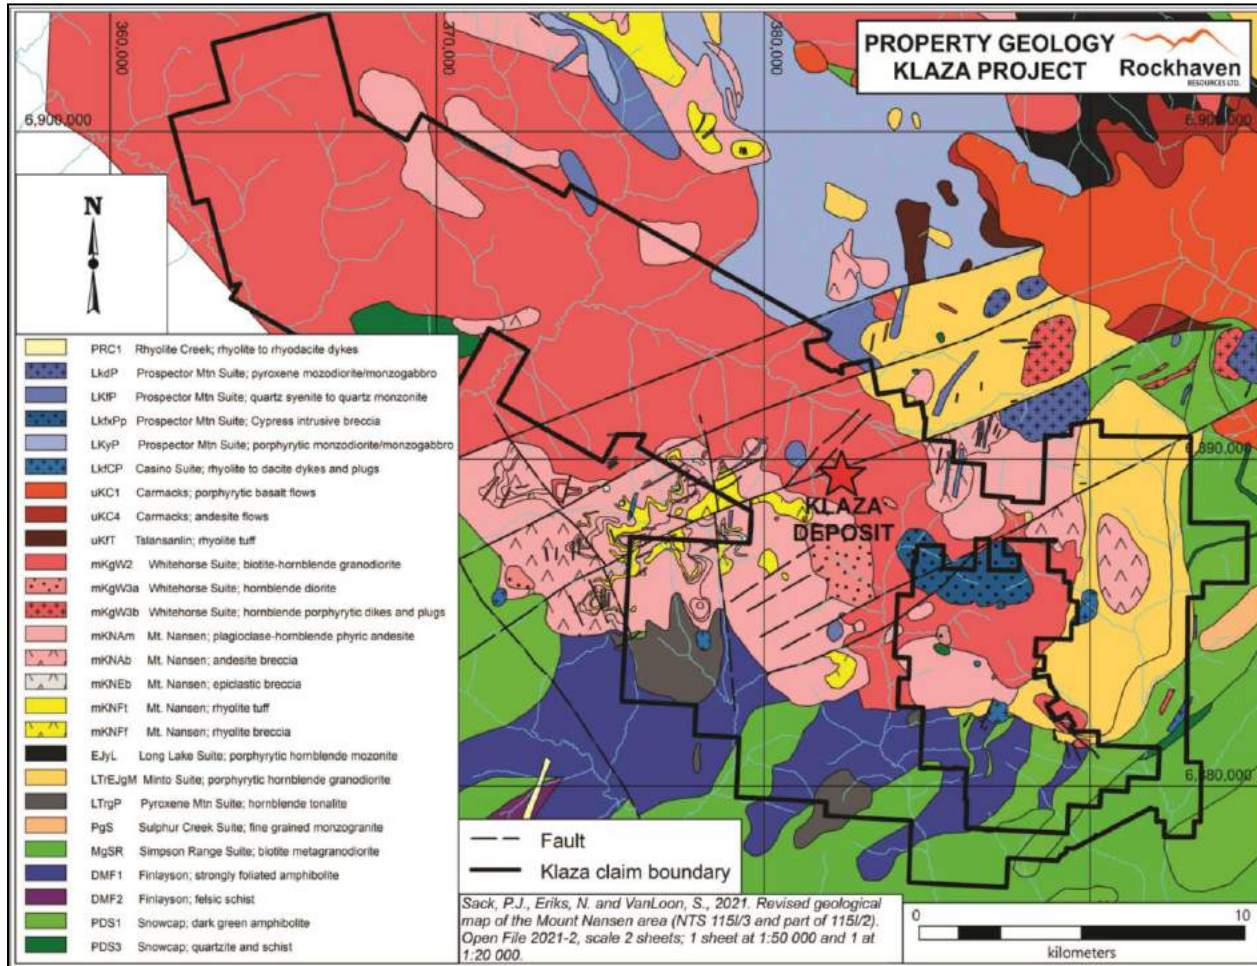 360,000
370,000
380,000
PROPERTY GEOLOGY
KLAZA PROJECT
Rockhaven
RESOURCES LTD.
6,900,000
6,900,000
N
PRC1 Rhyolite Creek; rhyolite to rhyodacite dykes
LkdP Prospector Mtn Suite; pyroxene mozodiorite/monzogabbro
LKfP Prospector Mtn Suite; quartz syenite to quartz monzonite
LkfxPp Prospector Mtn Suite; Cypress intrusive breccia
LKyP Prospector Mtn Suite; porphyrytic monzodiorite/monzogabbro
LkfCP Casino Suite; rhyolite to dacite dykes and plugs
uKC1 Carmacks; porphyrytic basalt flows
uKC4 Carmacks; andesite flows
uKfT Tslansanlin; rhyolite tuff
mKgW2 Whitehorse Suite; biotite-hornblende granodiorite
mKgW3a Whitehorse Suite; hornblende diorite
mKgW3b Whitehorse Suite; hornblende porphyrytic dikes and plugs
mKNAm Mt. Nansen; plagioclase-hornblende phyric andesite
mKNAb Mt. Nansen; andesite breccia
mKNEb Mt. Nansen; epiclastic breccia
mKNFt Mt. Nansen; rhyolite tuff
mKNFf Mt. Nansen; rhyolite breccia
EJyL Long Lake Suite; porphyrytic hornblende mozonite
LTrEJgM Minto Suite; porphyrytic hornblende granodiorite
LTrgP Pyroxene Mtn Suite; hornblende tonalite
PgS Sulphur Creek Suite; fine grained monzogranite
MgSR Simpson Range Suite; biotite metagranodiorite
DMF1 Finlayson; strongly foliated amphibolite
DMF2 Finlayson; felsic schist
PDS1 Snowcap; dark green amphibolite
PDS3 Snowcap; quartzite and schist
6,890,000
KLAZA
DEPOSIT
6,880,000
Fault
Klaza claim boundary
Sack, P.J., Eriks, N. and VanLoon, S., 2021. Revised geological
map of the Mount Nansen area (NTS 115I/3 and part of 115I/2).
Open File 2021-2, scale 2 sheets; 1 sheet at 1:50 000 and 1 at
1:20 000.
0 10
kilometers